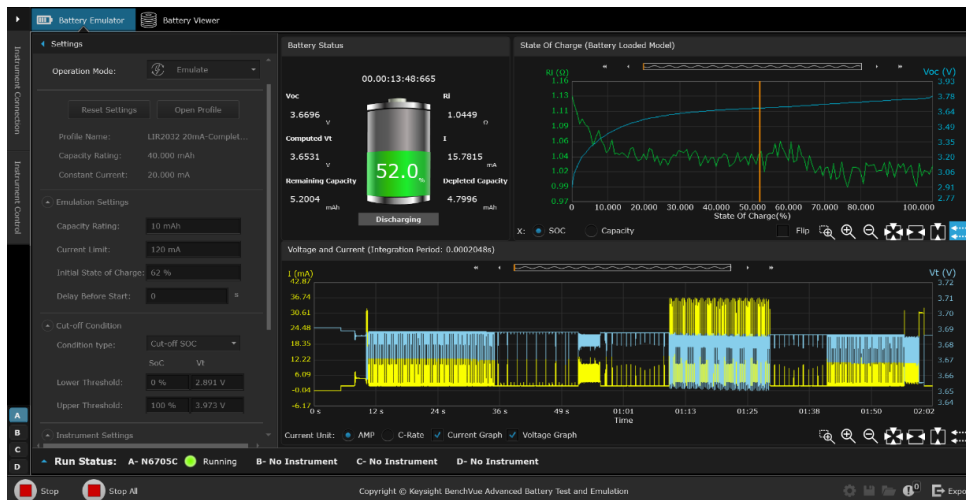 Battery Emulator
Battery Viewer
Instrument Connection
Instrument Control
A
B
C
D
Settings
Operation Mode: Emulate
Reset Settings Open Profile
Profile Name: LIR2032 20mA-Complet...
Capacity Rating: 40.000 mAh
Constant Current: 20.000 mA
Emulation Settings
Capacity Rating: 10 mAh
Current Limit: 120 mA
Initial State of Charge: 62 %
Delay Before Start: 0 s
Cut-off Condition
Condition type: Cut-off SOC
SoC Vt
Lower Threshold: 0 % 2.891 V
Upper Threshold: 100 % 3.973 V
Instrument Settings
Battery Status
00.00:13:48:665
Voc Ri
3.6696 V 1.0449 Ω
Computed Vt I
3.6531 V 15.7815 mA
52.0 %
Remaining Capacity Depleted Capacity
5.2004 mAh 4.7996 mAh
Discharging
State Of Charge (Battery Loaded Model)
Ri (Ω) Voc (V)
1.16 3.93
1.13 3.78
1.11 3.64
1.09 3.49
1.06 3.35
1.04 3.20
1.02 3.06
0.99 2.91
0.97 2.77
0 10.000 20.000 30.000 40.000 50.000 60.000 70.000 80.000 100.000
State Of Charge(%)
X: SOC Capacity Flip
Voltage and Current (Integration Period: 0.0002048s)
I (mA) Vt (V)
42.87 3.72
36.74 3.71
30.61 3.70
24.48 3.69
18.35 3.68
12.22 3.67
6.09 3.66
-0.04 3.65
-6.17 3.64
0 s 12 s 24 s 36 s 49 s 01:01 01:13 01:25 01:38 01:50 02:02
Time
Current Unit: AMP C-Rate Current Graph Voltage Graph
Run Status: A- N6705C Running B- No Instrument C- No Instrument D- No Instrument
Stop Stop All Copyright © Keysight BenchVue Advanced Battery Test and Emulation 0 Expo